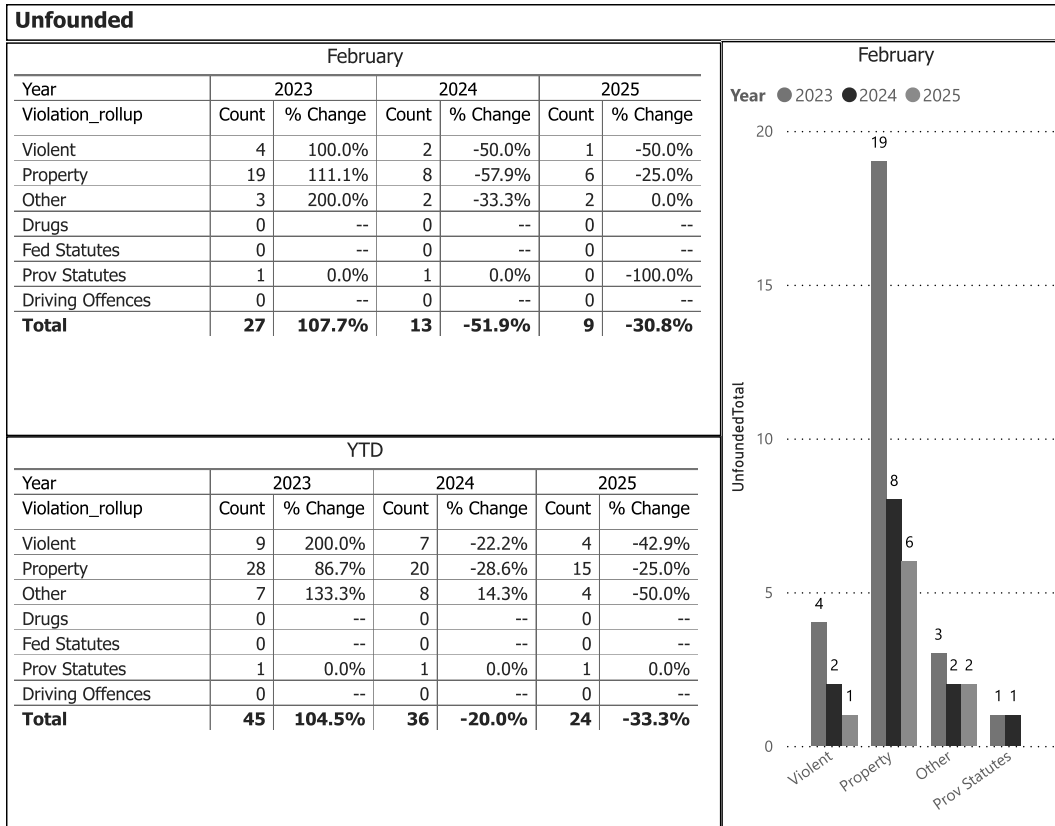 Unfounded
February
Year 2023 2024 2025
Violation_rollup Count % Change Count % Change Count % Change
Violent 4 100.0% 2 -50.0% 1 -50.0%
Property 19 111.1% 8 -57.9% 6 -25.0%
Other 3 200.0% 2 -33.3% 2 0.0%
Drugs 0 -- 0 -- 0 --
Fed Statutes 0 -- 0 -- 0 --
Prov Statutes 1 0.0% 1 0.0% 0 -100.0%
Driving Offences 0 -- 0 -- 0 --
Total 27 107.7% 13 -51.9% 9 -30.8%
YTD
Year 2023 2024 2025
Violation_rollup Count % Change Count % Change Count % Change
Violent 9 200.0% 7 -22.2% 4 -42.9%
Property 28 86.7% 20 -28.6% 15 -25.0%
Other 7 133.3% 8 14.3% 4 -50.0%
Drugs 0 -- 0 -- 0 --
Fed Statutes 0 -- 0 -- 0 --
Prov Statutes 1 0.0% 1 0.0% 1 0.0%
Driving Offences 0 -- 0 -- 0 --
Total 45 104.5% 36 -20.0% 24 -33.3%
February
Year 2023 2024 2025
UnfoundedTotal
20
15
10
5
0
4 2 1
19 8 6
3 2 2
1 1
Violent Property Other Prov Statutes